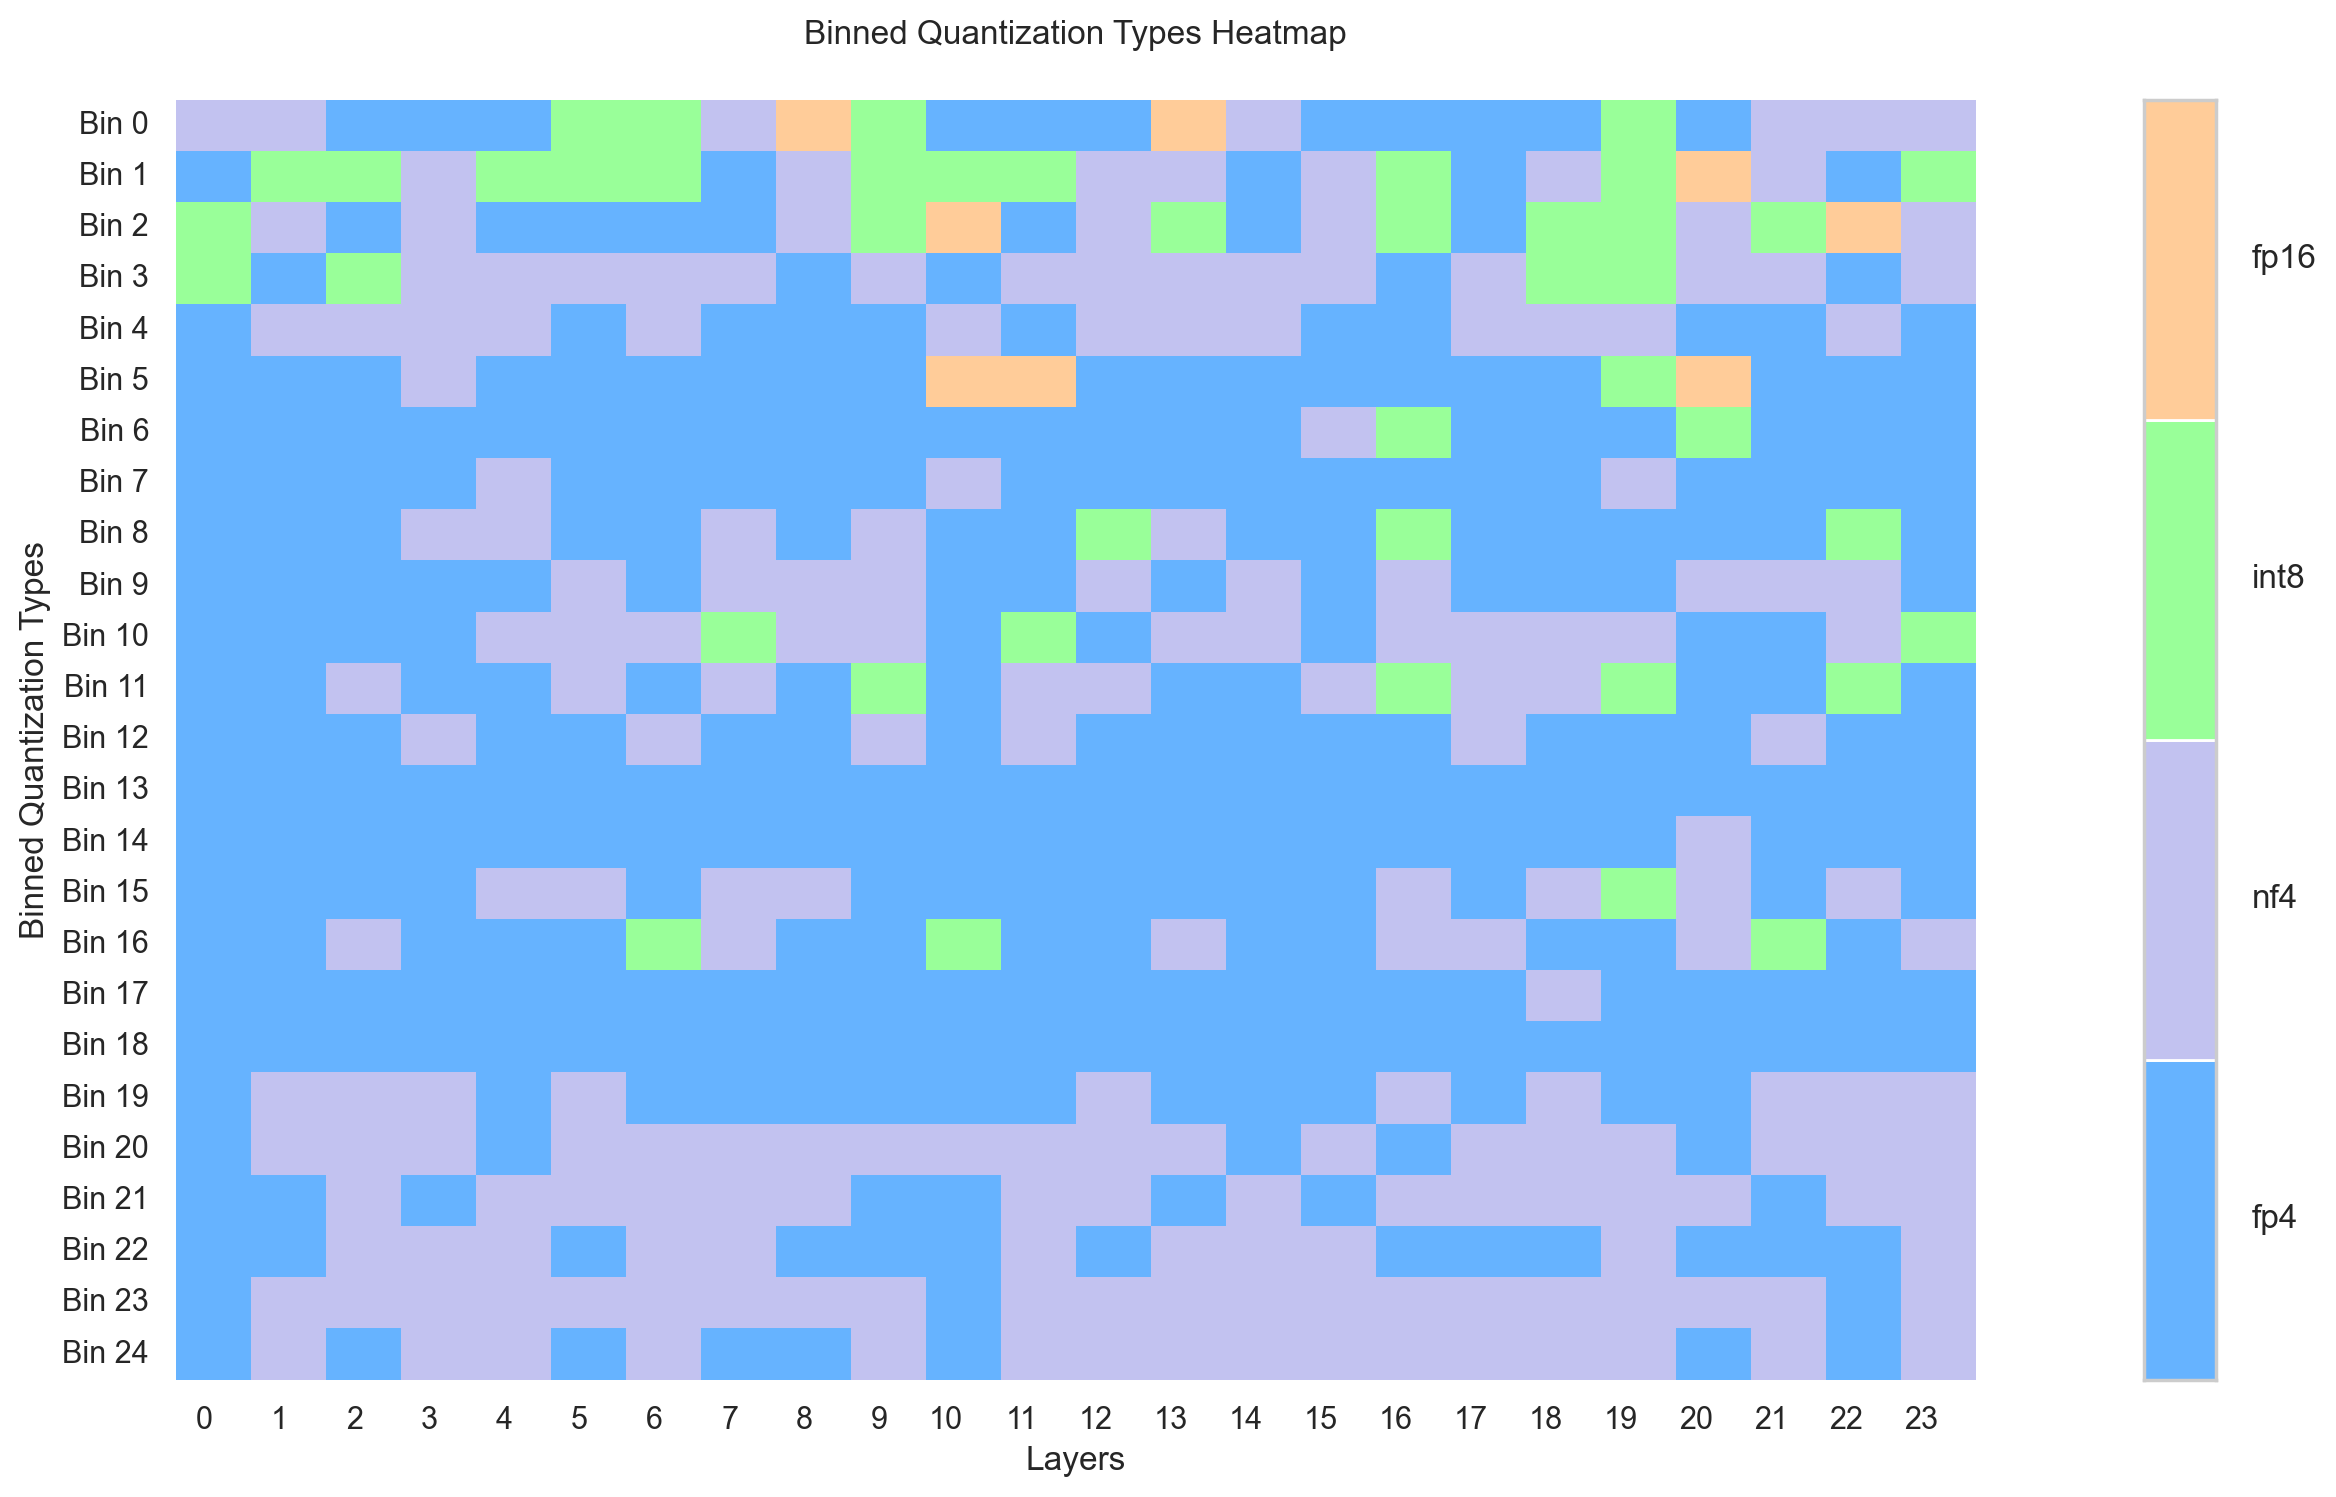 Binned Quantization Types Heatmap
Binned Quantization Types
Bin 0
Bin 1
Bin 2
Bin 3
Bin 4
Bin 5
Bin 6
Bin 7
Bin 8
Bin 9
Bin 10
Bin 11
Bin 12
Bin 13
Bin 14
Bin 15
Bin 16
Bin 17
Bin 18
Bin 19
Bin 20
Bin 21
Bin 22
Bin 23
Bin 24
0 1 2 3 4 5 6 7 8 9 10 11 12 13 14 15 16 17 18 19 20 21 22 23
Layers
fp16
int8
nf4
fp4